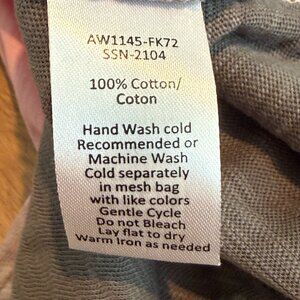 AW1145-FK72
SSN-2104
100% Cotton/
Coton
Hand Wash cold
Recommended or
Machine Wash
Cold separately
in mesh bag
with like colors
Gentle Cycle
Do not Bleach
Lay flat to dry
Warm Iron as needed